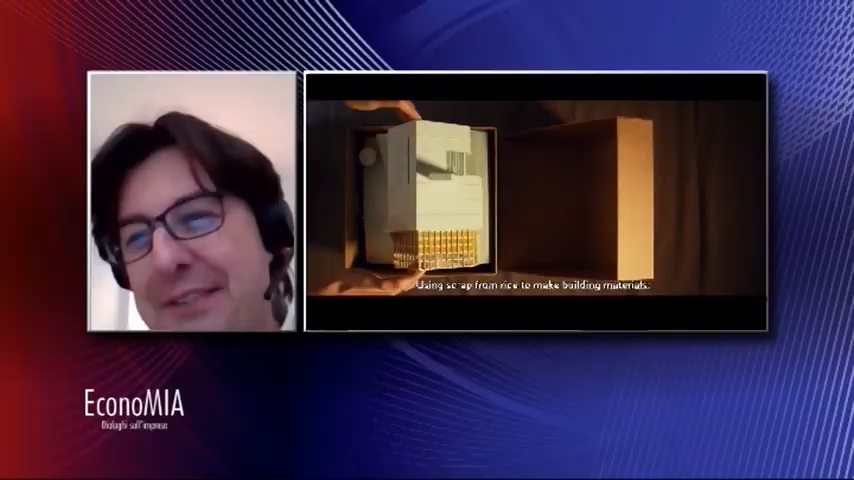 Using scrap from rice to make building materials.
EconoMIA
Dialoghi sull'impresa